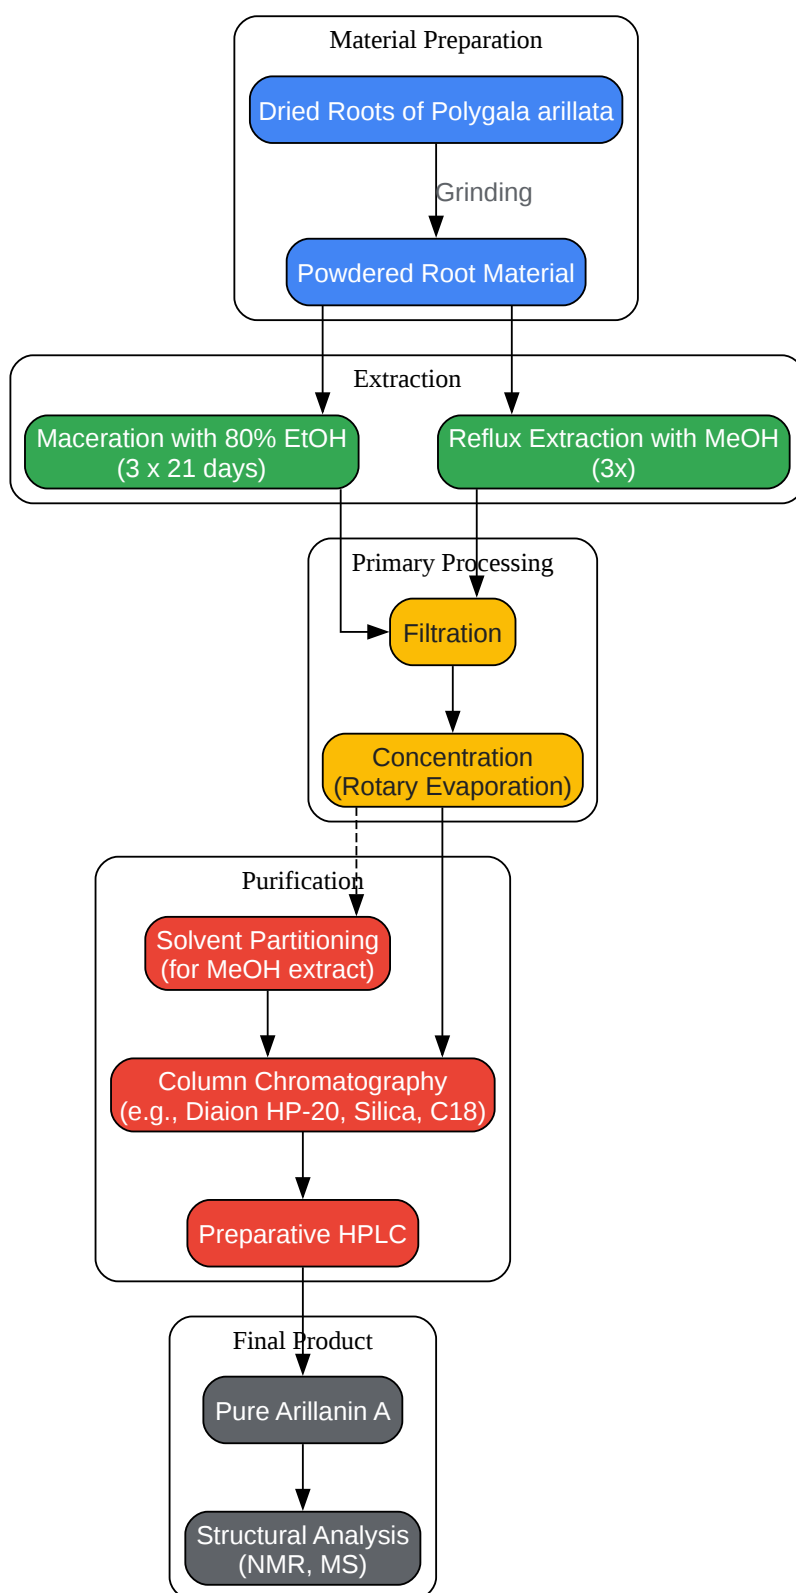 Material Preparation
Dried Roots of Polygala arillata
Grinding
Powdered Root Material
Extraction
Maceration with 80% EtOH
(3 x 21 days)
Reflux Extraction with MeOH
(3x)
Primary Processing
Filtration
Concentration
(Rotary Evaporation)
Purification
Solvent Partitioning
(for MeOH extract)
Column Chromatography
(e.g., Diaion HP-20, Silica, C18)
Preparative HPLC
Final Product
Pure Arillanin A
Structural Analysis
(NMR, MS)